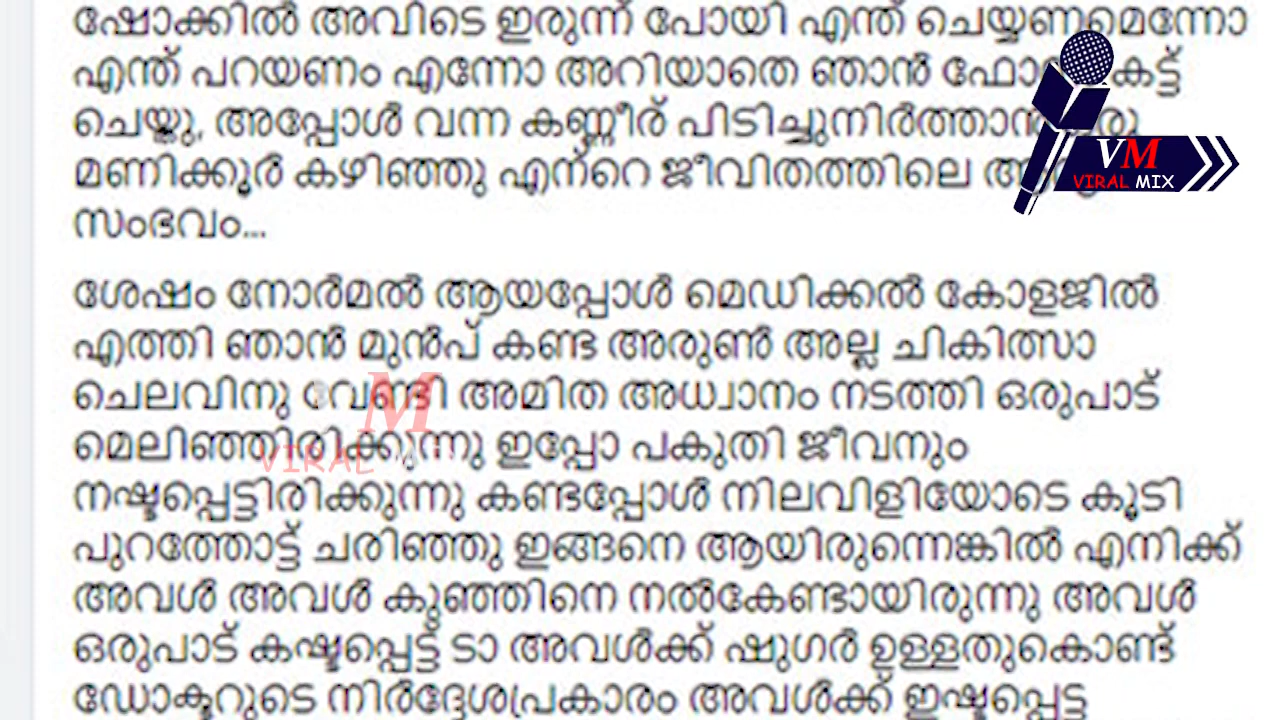 ഷോക്കിൽ അവിടെ ഇരുന്ന് പോയി എന്ത് ചെയ്യണമെന്നോ
എന്ത് പറയണം എന്നോ അറിയാതെ ഞാൻ കട്ട്
ചെയ്തു, അപ്പോൾ വന്ന കണ്ണീര് പിടിച്ചുനിർത്താൻ
മണിക്കൂർ കഴിഞ്ഞു എന്റെ ജീവിതത്തിലെ
സംഭവം...
VM
VIRAL MIX
ശേഷം നോർമൽ ആയപ്പോൾ മെഡിക്കൽ കോളജിൽ
എത്തി ഞാൻ മുൻപ് കണ്ട അരുൺ അല്ല ചികിത്സാ
ചെലവിനു വേണ്ടി അമിത അധ്വാനം നടത്തി ഒരുപാട്
മെലിഞ്ഞിരിക്കുന്നു ഇപ്പോ പകുതി ജീവനും
നഷ്ടപ്പെട്ടിരിക്കുന്നു കണ്ടപ്പോൾ നിലവിളിയോടെ കൂടി
പുറത്തോട്ട് ചരിഞ്ഞു ഇങ്ങനെ ആയിരുന്നെങ്കിൽ എനിക്ക്
അവൾ അവൾ കുഞ്ഞിനെ നൽകേണ്ടായിരുന്നു അവൾ
ഒരുപാട് കഷ്ടപ്പെട്ട് ടാ അവൾക്ക് ഷുഗർ ഉള്ളതുകൊണ്ട്
ഡോക്ടറുടെ നിർദ്ദേശപ്രകാരം അവൾക്ക് ഇഷ്ടപ്പെട്ട
M
VIRAL MIX